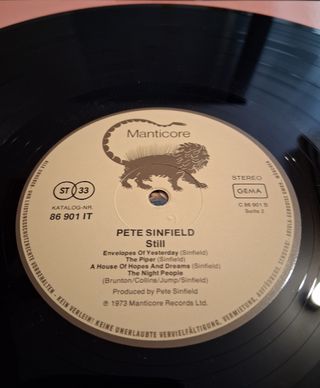 Manticore
ST 33
KATALOG-NR.
86 901 IT
STEREO
GEMA
C 86 901 B
Seite 2
PETE SINFIELD
Still
Envelopes Of Yesterday (Sinfield)
The Piper (Sinfield)
A House Of Hopes And Dreams (Sinfield)
The Night People
(Brunton/Collins/Jump/Sinfield)
Produced by Pete Sinfield
℗ 1973 Manticore Records Ltd.
KEIN VERLEIH! KEINE UNERLAUBTE VERVIELFÄLTIGUNG, VERMIETUNG,